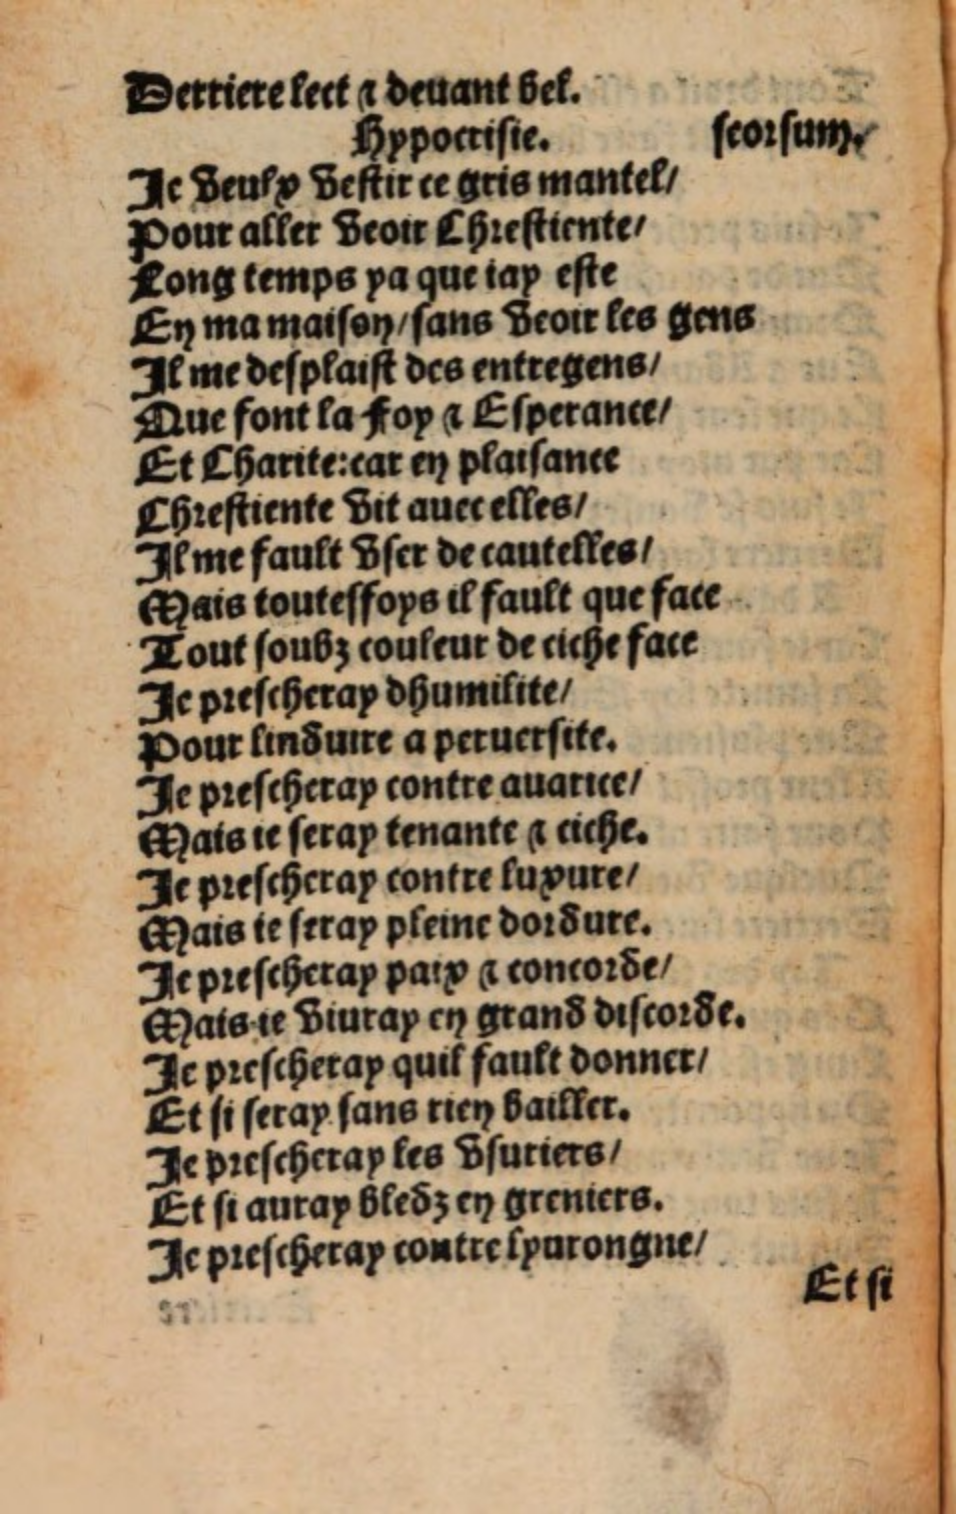 Derriere lect ⁊ deuant bel.
Hypocrisie. seorsum.
Je veulx vestir ce gris mantel/
Pour aller veoir Chrestiente/
Long temps ya que iay este
En ma maison/sans veoir les gens
Il me desplaist des entregens/
Que font la Foy ⁊ Esperance/
Et Charite:car en plaisance
Chrestiente vit auec elles/
Il me fault vser de cautelles/
Mais touteffoys il fault que face
Tout soubz couleur de ciche face
Je prescheray dhumilite/
Pour linduire a peruersite.
Je prescheray contre auarice/
Mais ie seray tenante ⁊ ciche.
Je prescheray contre luxure/
Mais ie seray pleine dordure.
Je prescheray paix ⁊ concorde/
Mais ie viuray en grand discorde.
Je prescheray quil fault donner/
Et si seray sans rien bailler.
Je prescheray les vsuriers/
Et si auray bledz en greniers.
Je prescheray contre lyurongne/
Et si